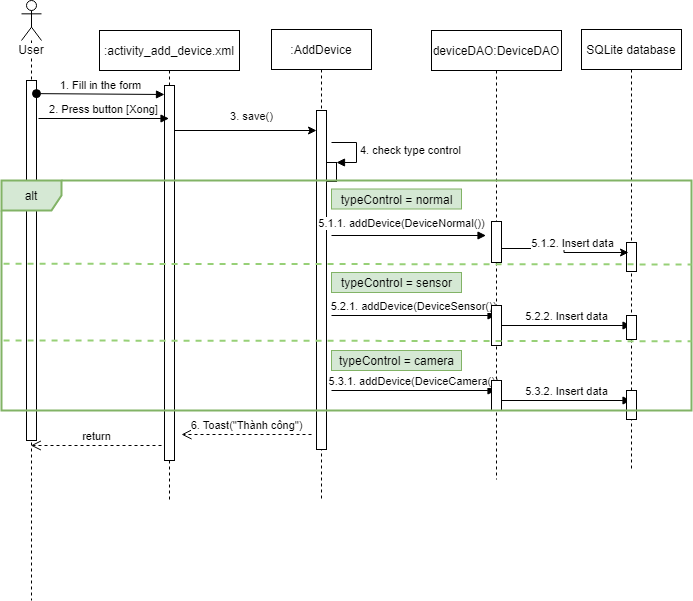 User
:activity_add_device.xml
:AddDevice
deviceDAO:DeviceDAO
SQLite database
1. Fill in the form
2. Press button [Xong]
3. save()
4. check type control
alt
typeControl = normal
5.1.1. addDevice(DeviceNormal())
5.1.2. Insert data
typeControl = sensor
5.2.1. addDevice(DeviceSensor())
5.2.2. Insert data
typeControl = camera
5.3.1. addDevice(DeviceCamera()
5.3.2. Insert data
6. Toast("Thành công")
return